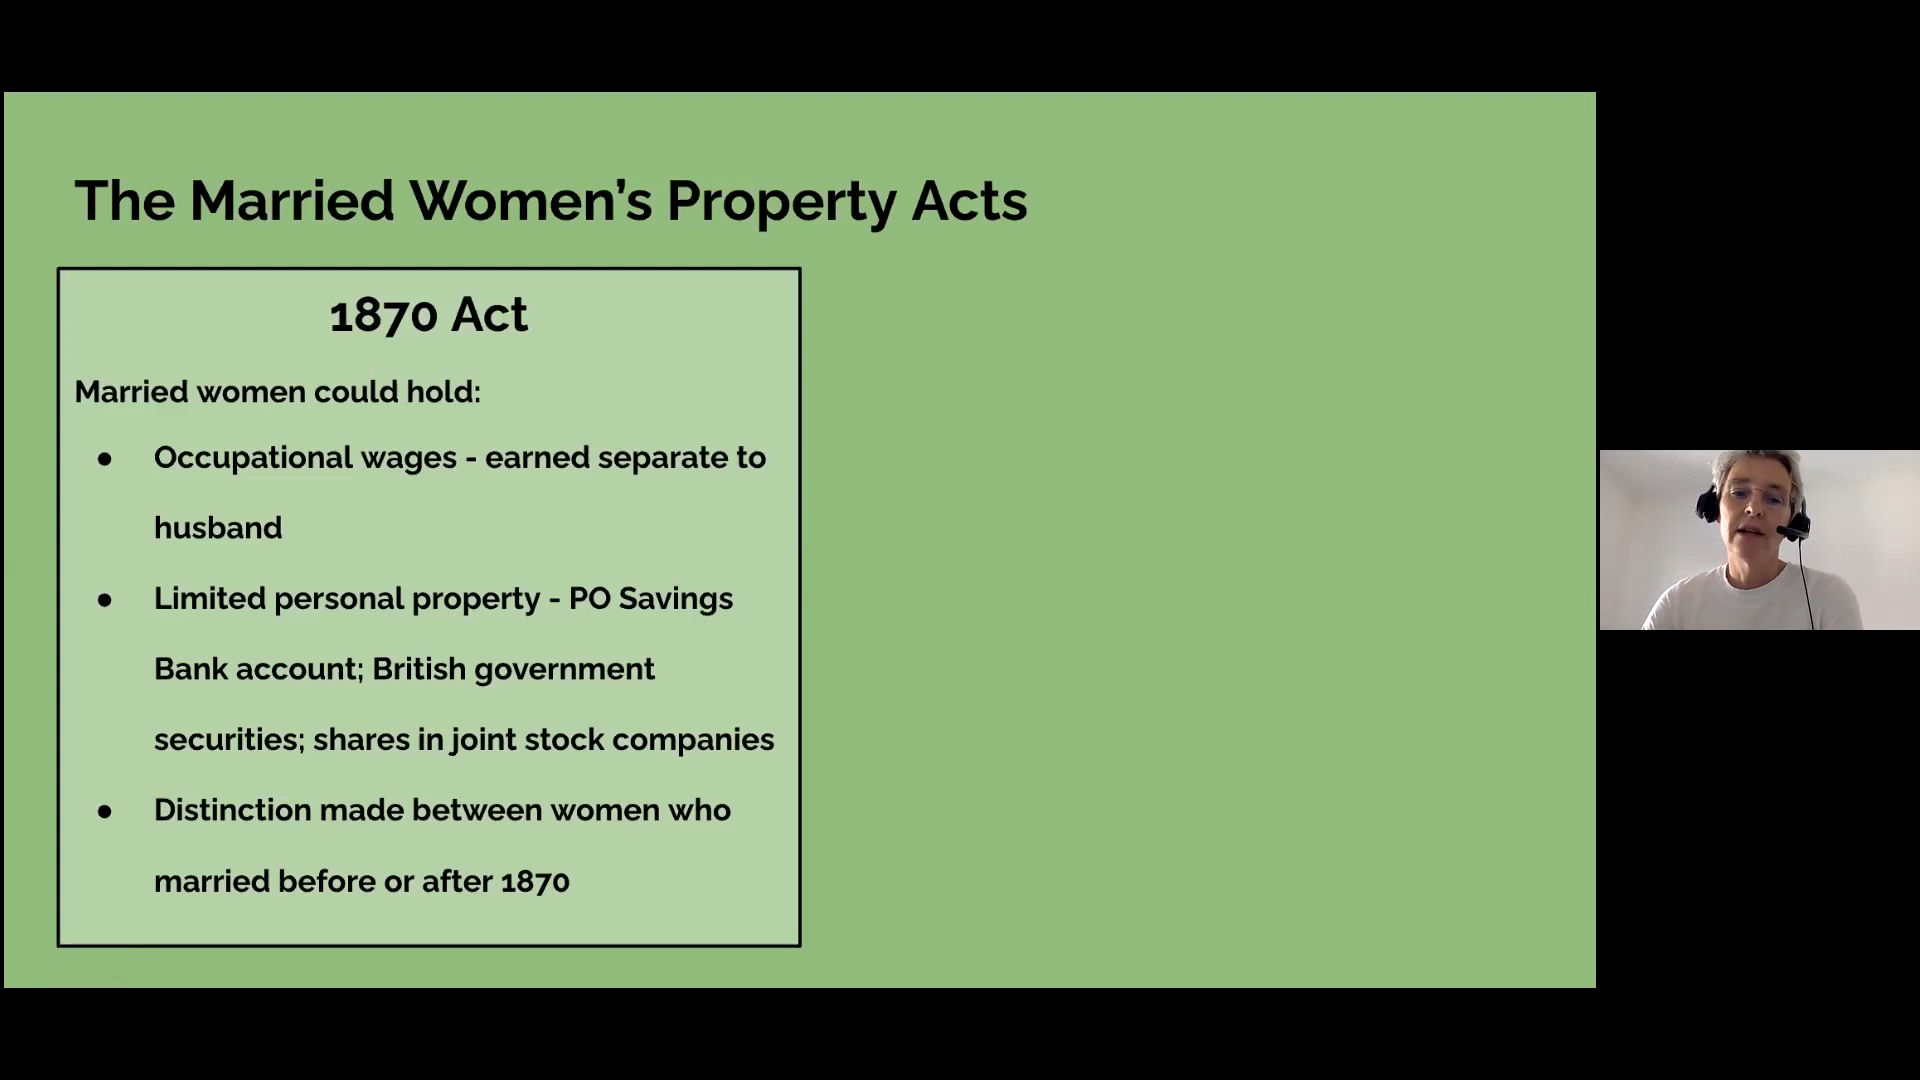 The Married Women’s Property Acts
1870 Act
Married women could hold:
● Occupational wages - earned separate to
husband
● Limited personal property - PO Savings
Bank account; British government
securities; shares in joint stock companies
● Distinction made between women who
married before or after 1870